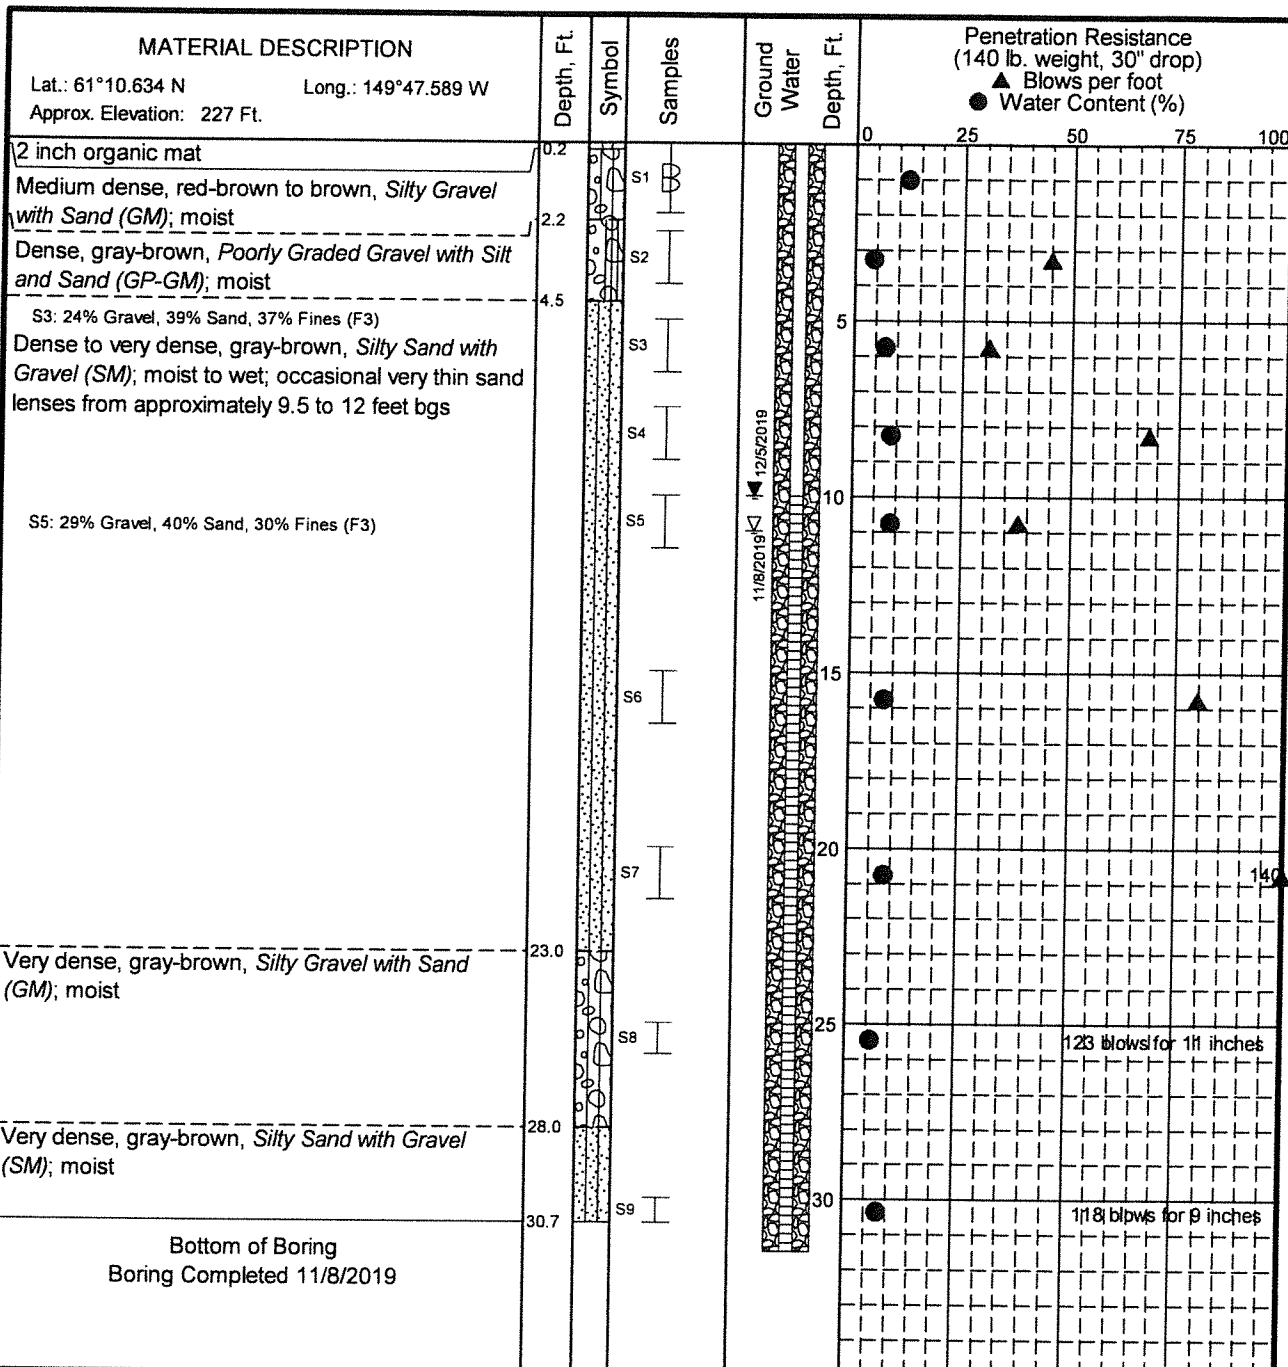 MATERIAL DESCRIPTION
Lat.: 61°10.634 N Long.: 149°47.589 W
Approx. Elevation: 227 Ft.
Depth, Ft.
Symbol
Samples
Ground Water
Depth, Ft.
Penetration Resistance
(140 lb. weight, 30" drop)
▲ Blows per foot
● Water Content (%)
0 25 50 75 100
2 inch organic mat
0.2
Medium dense, red-brown to brown, Silty Gravel
with Sand (GM); moist
2.2
S1
Dense, gray-brown, Poorly Graded Gravel with Silt
and Sand (GP-GM); moist
4.5
S2
S3: 24% Gravel, 39% Sand, 37% Fines (F3)
Dense to very dense, gray-brown, Silty Sand with
Gravel (SM); moist to wet; occasional very thin sand
lenses from approximately 9.5 to 12 feet bgs
S3
5
S4
12/5/2019
10
S5: 29% Gravel, 40% Sand, 30% Fines (F3)
S5
11/8/2019
15
S6
20
S7
140
23.0
Very dense, gray-brown, Silty Gravel with Sand
(GM); moist
S8
25
123 blows for 11 inches
28.0
Very dense, gray-brown, Silty Sand with Gravel
(SM); moist
S9
30
118 blows for 9 inches
30.7
Bottom of Boring
Boring Completed 11/8/2019